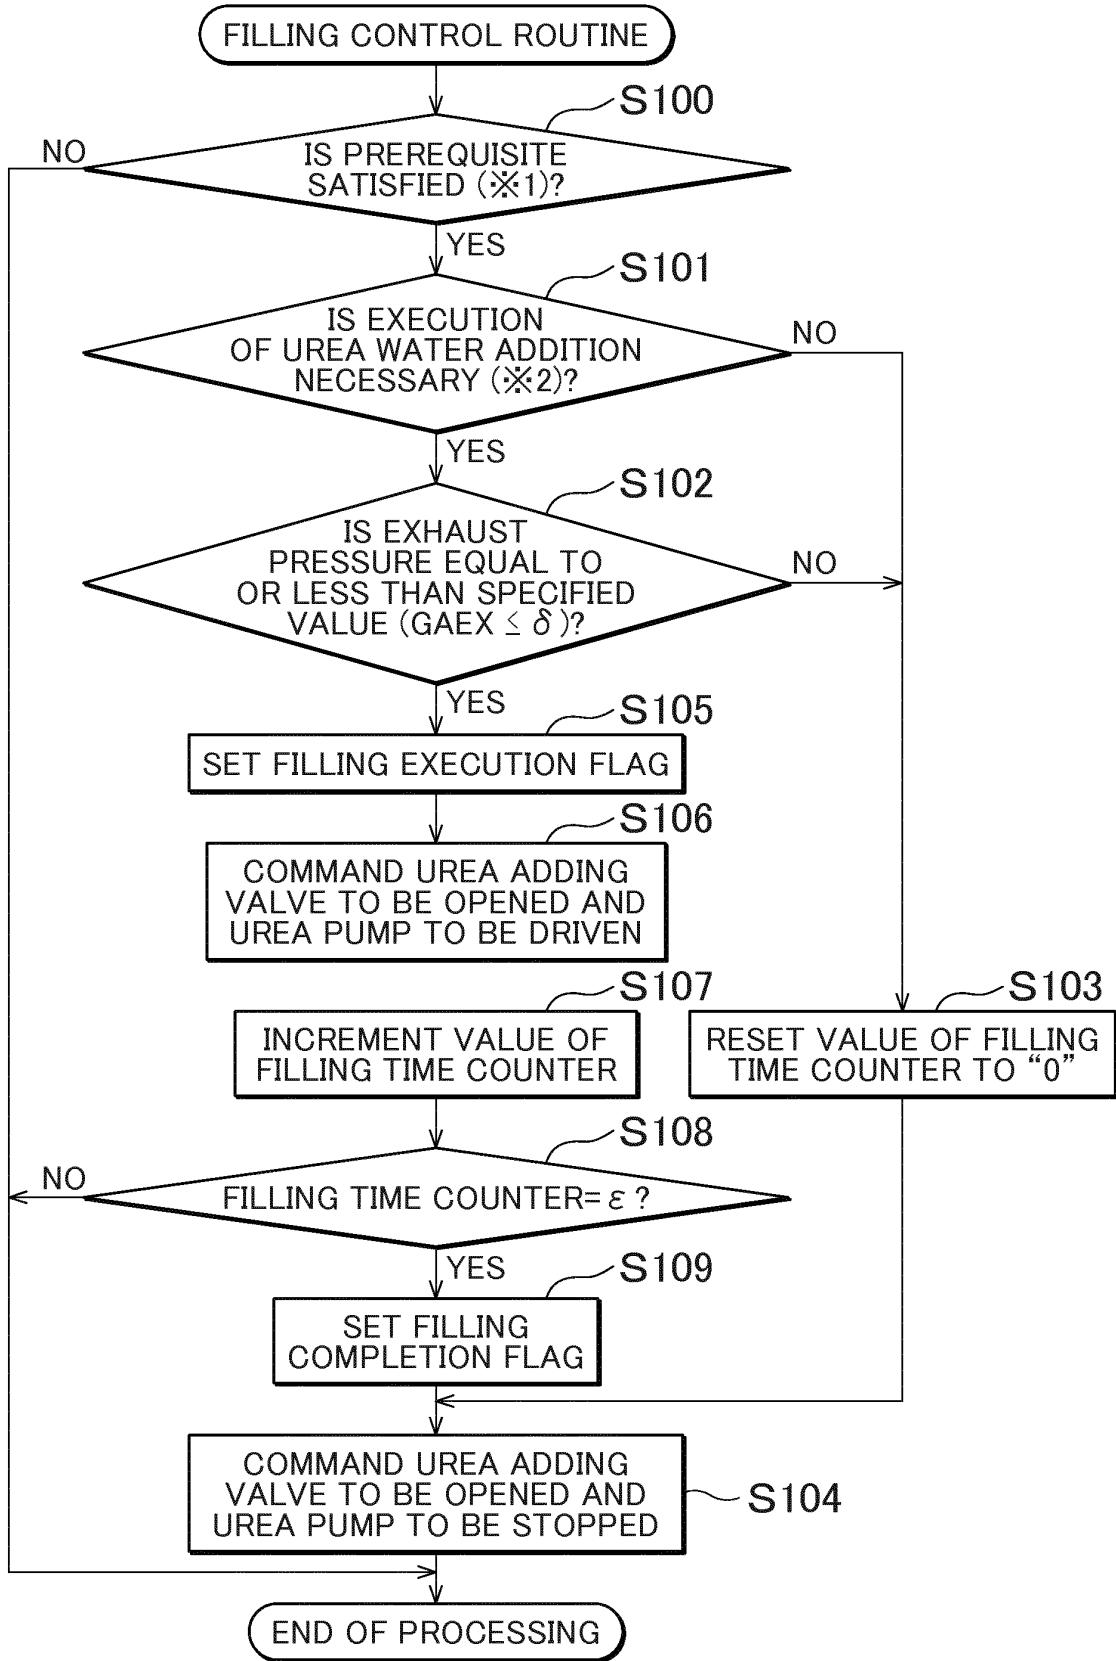 FILLING CONTROL ROUTINE
S100
NO
IS PREREQUISITE
SATISFIED (※1)?
YES
S101
IS EXECUTION
OF UREA WATER ADDITION
NECESSARY (※2)?
NO
YES
S102
IS EXHAUST
PRESSURE EQUAL TO
OR LESS THAN SPECIFIED
VALUE (GAEX ≤ δ)?
NO
YES
S105
SET FILLING EXECUTION FLAG
S106
COMMAND UREA ADDING
VALVE TO BE OPENED AND
UREA PUMP TO BE DRIVEN
S107
INCREMENT VALUE OF
FILLING TIME COUNTER
S103
RESET VALUE OF FILLING
TIME COUNTER TO “0”
S108
NO
FILLING TIME COUNTER=ε?
YES
S109
SET FILLING
COMPLETION FLAG
COMMAND UREA ADDING
VALVE TO BE OPENED AND
UREA PUMP TO BE STOPPED
S104
END OF PROCESSING